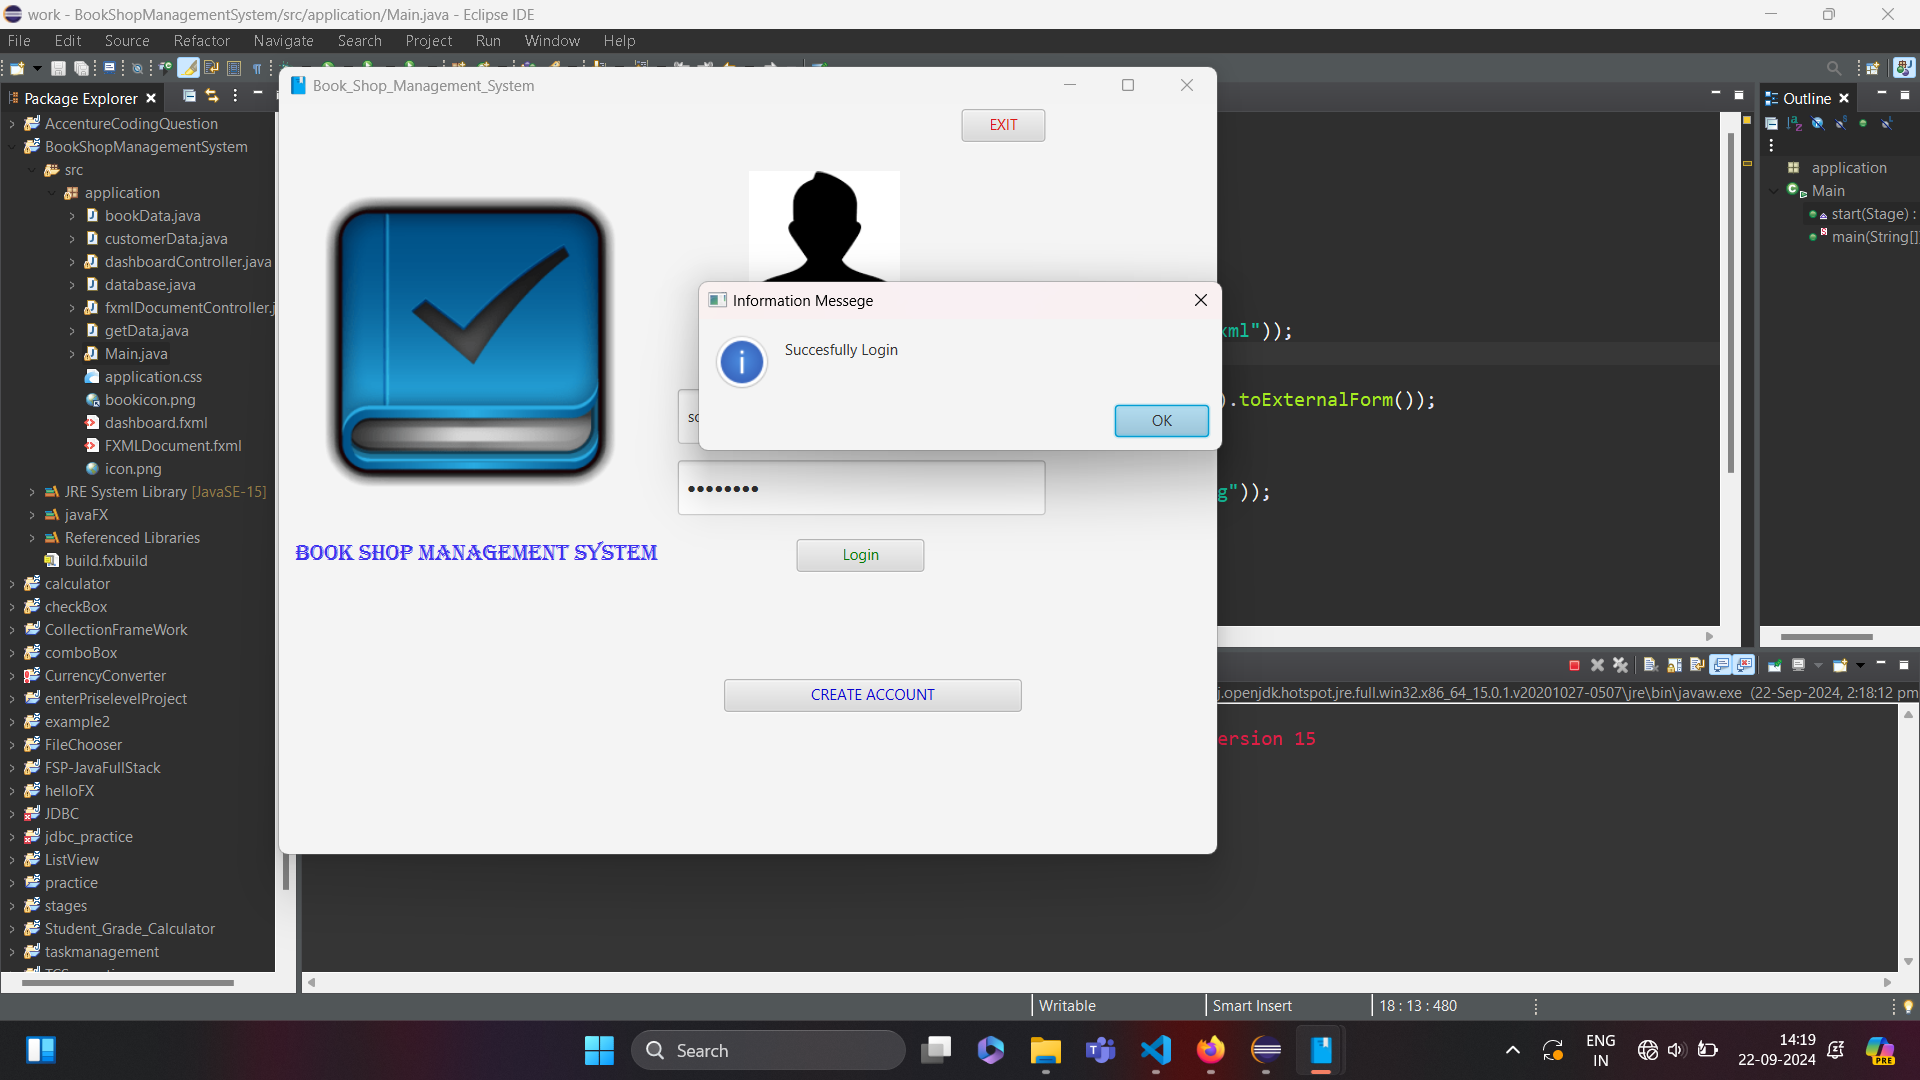 work - BookShopManagementSystem/src/application/Main.java - Eclipse IDE
File Edit Source Refactor Navigate Search Project Run Window Help
Package Explorer
AccentureCodingQuestion
BookShopManagementSystem
src
application
bookData.java
customerData.java
dashboardController.java
database.java
fxmlDocumentController.j
getData.java
Main.java
application.css
bookicon.png
dashboard.fxml
FXMLDocument.fxml
icon.png
JRE System Library [JavaSE-15]
javaFX
Referenced Libraries
build.fxbuild
calculator
checkBox
CollectionFrameWork
comboBox
CurrencyConverter
enterPriselevelProject
example2
FileChooser
FSP-JavaFullStack
helloFX
JDBC
jdbc_practice
ListView
practice
stages
Student_Grade_Calculator
taskmanagement
Book_Shop_Management_System
EXIT
BOOK SHOP MANAGEMENT SYSTEM
Information Messege
Succesfully Login
OK
Login
CREATE ACCOUNT
xml"));
).toExternalForm());
g"));
Outline
application
Main
start(Stage) :
main(String[]
j.openjdk.hotspot.jre.full.win32.x86_64_15.0.1.v20201027-0507\jre\bin\javaw.exe (22-Sep-2024, 2:18:12 pm
ersion 15
Writable
Smart Insert
18 : 13 : 480
Search
ENG
IN
14:19
22-09-2024
PRE